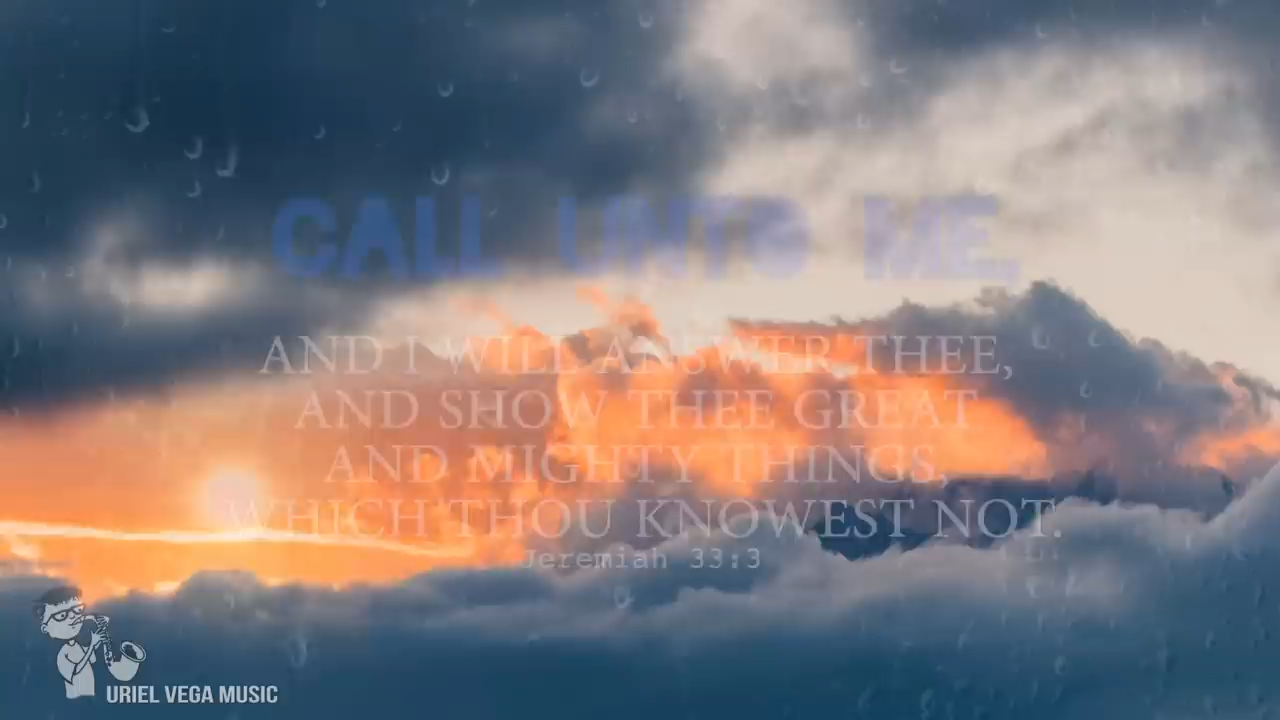 CALL UNTO ME,
AND I WILL ANSWER THEE,
AND SHOW THEE GREAT
AND MIGHTY THINGS,
WHICH THOU KNOWEST NOT.
Jeremiah 33:3
URIEL VEGA MUSIC